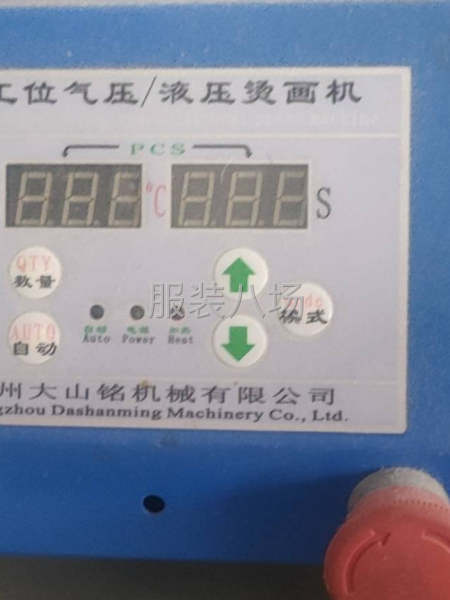 工位气压/液压烫画机
PCS
°C
S
QTY
数量
服装八场
模式
AUTO
自动
自动 电源 加热
Auto Power Heat
州大山铭机械有限公司
gzhou Dashanming Machinery Co., Ltd.